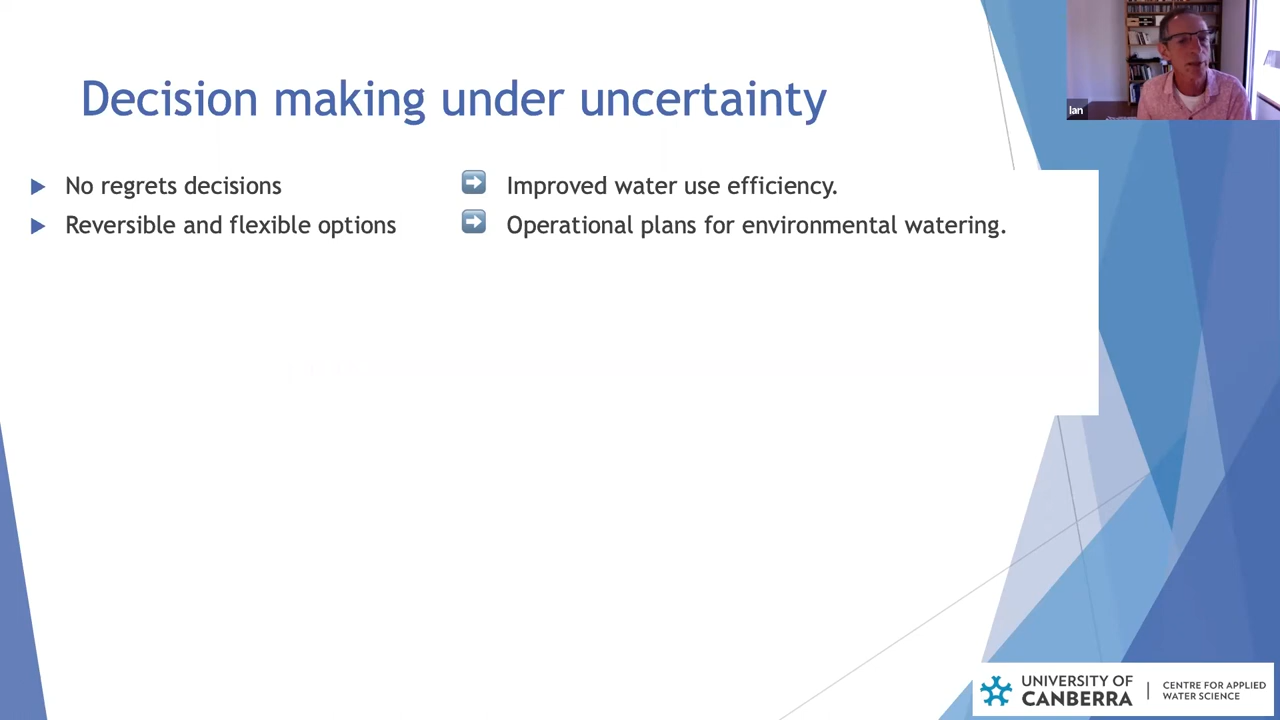 Decision making under uncertainty
Ian
No regrets decisions
Improved water use efficiency.
Reversible and flexible options
Operational plans for environmental watering.
UNIVERSITY OF
CANBERRA
CENTRE FOR APPLIED
WATER SCIENCE